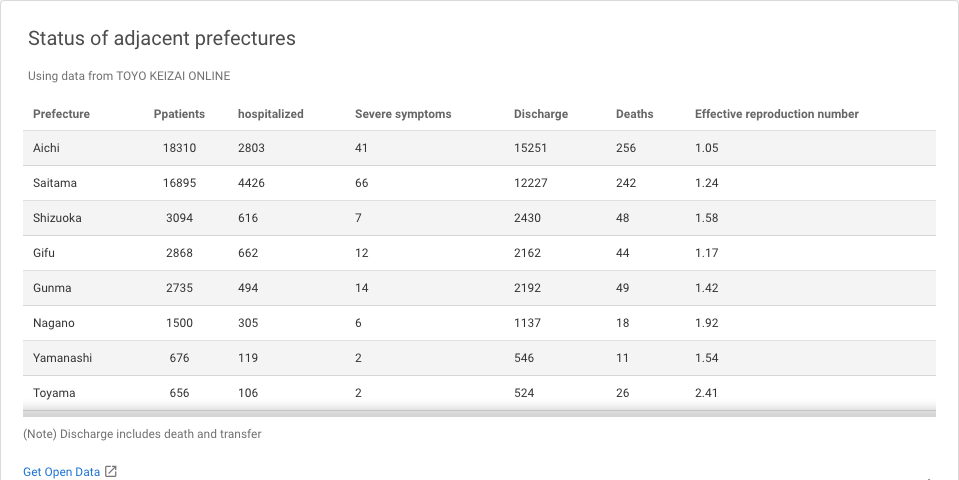 Status of adjacent prefectures
Using data from TOYO KEIZAI ONLINE
Prefecture Ppatients hospitalized Severe symptoms Discharge Deaths Effective reproduction number
Aichi 18310 2803 41 15251 256 1.05
Saitama 16895 4426 66 12227 242 1.24
Shizuoka 3094 616 7 2430 48 1.58
Gifu 2868 662 12 2162 44 1.17
Gunma 2735 494 14 2192 49 1.42
Nagano 1500 305 6 1137 18 1.92
Yamanashi 676 119 2 546 11 1.54
Toyama 656 106 2 524 26 2.41
(Note) Discharge includes death and transfer
Get Open Data